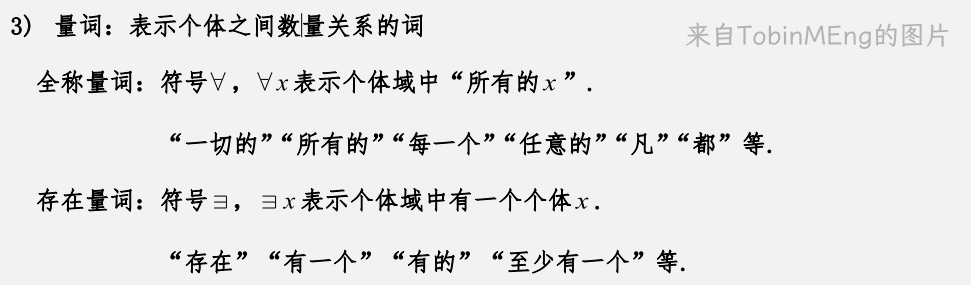 3） 量词：表示个体之间数量关系的词
来自TobinMEng的图片
全称量词：符号∀，∀x表示个体域中“所有的x”.
“一切的”“所有的”“每一个”“任意的”“凡”“都”等.
存在量词：符号∃，∃x表示个体域中有一个个体x.
“存在”“有一个”“有的”“至少有一个”等.